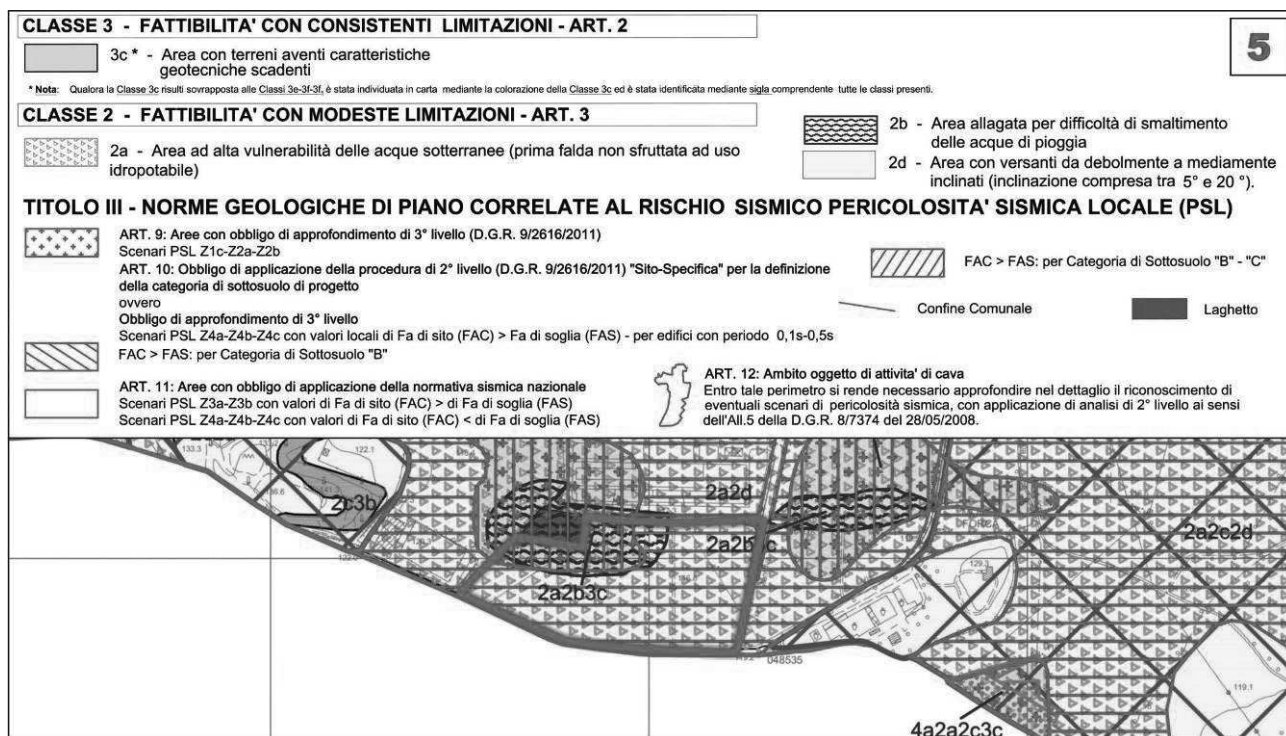 CLASSE 3 - FATTIBILITA' CON CONSISTENTI LIMITAZIONI - ART. 2
5
3c * - Area con terreni aventi caratteristiche
geotecniche scadenti
* Nota: Qualora la Classe 3c risulti sovrapposta alle Classi 3e-3f-3f, è stata individuata in carta mediante la colorazione della Classe 3c ed è stata identificata mediante sigla comprendente tutte le classi presenti.
CLASSE 2 - FATTIBILITA' CON MODESTE LIMITAZIONI - ART. 3
2a - Area ad alta vulnerabilità delle acque sotterranee (prima falda non sfruttata ad uso
idropotabile)
2b - Area allagata per difficoltà di smaltimento
delle acque di pioggia
2d - Area con versanti da debolmente a mediamente
inclinati (inclinazione compresa tra 5° e 20 °).
TITOLO III - NORME GEOLOGICHE DI PIANO CORRELATE AL RISCHIO SISMICO PERICOLOSITA' SISMICA LOCALE (PSL)
ART. 9: Aree con obbligo di approfondimento di 3° livello (D.G.R. 9/2616/2011)
Scenari PSL Z1c-Z2a-Z2b
ART. 10: Obbligo di applicazione della procedura di 2° livello (D.G.R. 9/2616/2011) "Sito-Specifica" per la definizione
della categoria di sottosuolo di progetto
ovvero
Obbligo di approfondimento di 3° livello
Scenari PSL Z4a-Z4b-Z4c con valori locali di Fa di sito (FAC) > Fa di soglia (FAS) - per edifici con periodo 0,1s-0,5s
FAC > FAS: per Categoria di Sottosuolo "B"
FAC > FAS: per Categoria di Sottosuolo "B" - "C"
Confine Comunale
Laghetto
ART. 11: Aree con obbligo di applicazione della normativa sismica nazionale
Scenari PSL Z3a-Z3b con valori di Fa di sito (FAC) > di Fa di soglia (FAS)
Scenari PSL Z4a-Z4b-Z4c con valori di Fa di sito (FAC) < di Fa di soglia (FAS)
ART. 12: Ambito oggetto di attivita' di cava
Entro tale perimetro si rende necessario approfondire nel dettaglio il riconoscimento di
eventuali scenari di pericolosità sismica, con applicazione di analisi di 2° livello ai sensi
dell'All.5 della D.G.R. 8/7374 del 28/05/2008.
133.3
122.1
2c3b
2a2d
2a2c2d
129.3
2a2b3c
048535
119.1
4a2a2c3c